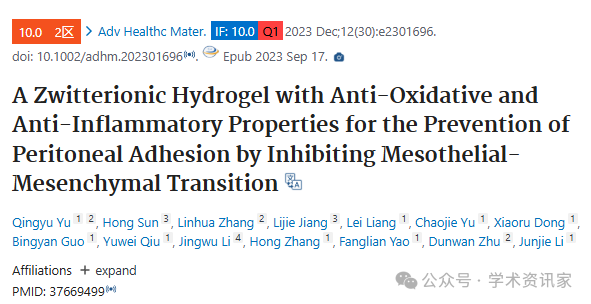 10.0 2区 Adv Healthc Mater. IF: 10.0 Q1 2023 Dec;12(30):e2301696.
doi: 10.1002/adhm.202301696 . Epub 2023 Sep 17.
A Zwitterionic Hydrogel with Anti-Oxidative and
Anti-Inflammatory Properties for the Prevention of
Peritoneal Adhesion by Inhibiting Mesothelial-
Mesenchymal Transition
Qingyu Yu 1 2, Hong Sun 3, Linhua Zhang 2, Lijie Jiang 3, Lei Liang 1, Chaojie Yu 1, Xiaoru Dong 1,
Bingyan Guo 1, Yuwei Qiu 1, Jingwu Li 4, Hong Zhang 1, Fanglian Yao 1, Dunwan Zhu 2, Junjie Li 1
Affiliations + expand
PMID: 37669499
公众号 · 学术资讯家